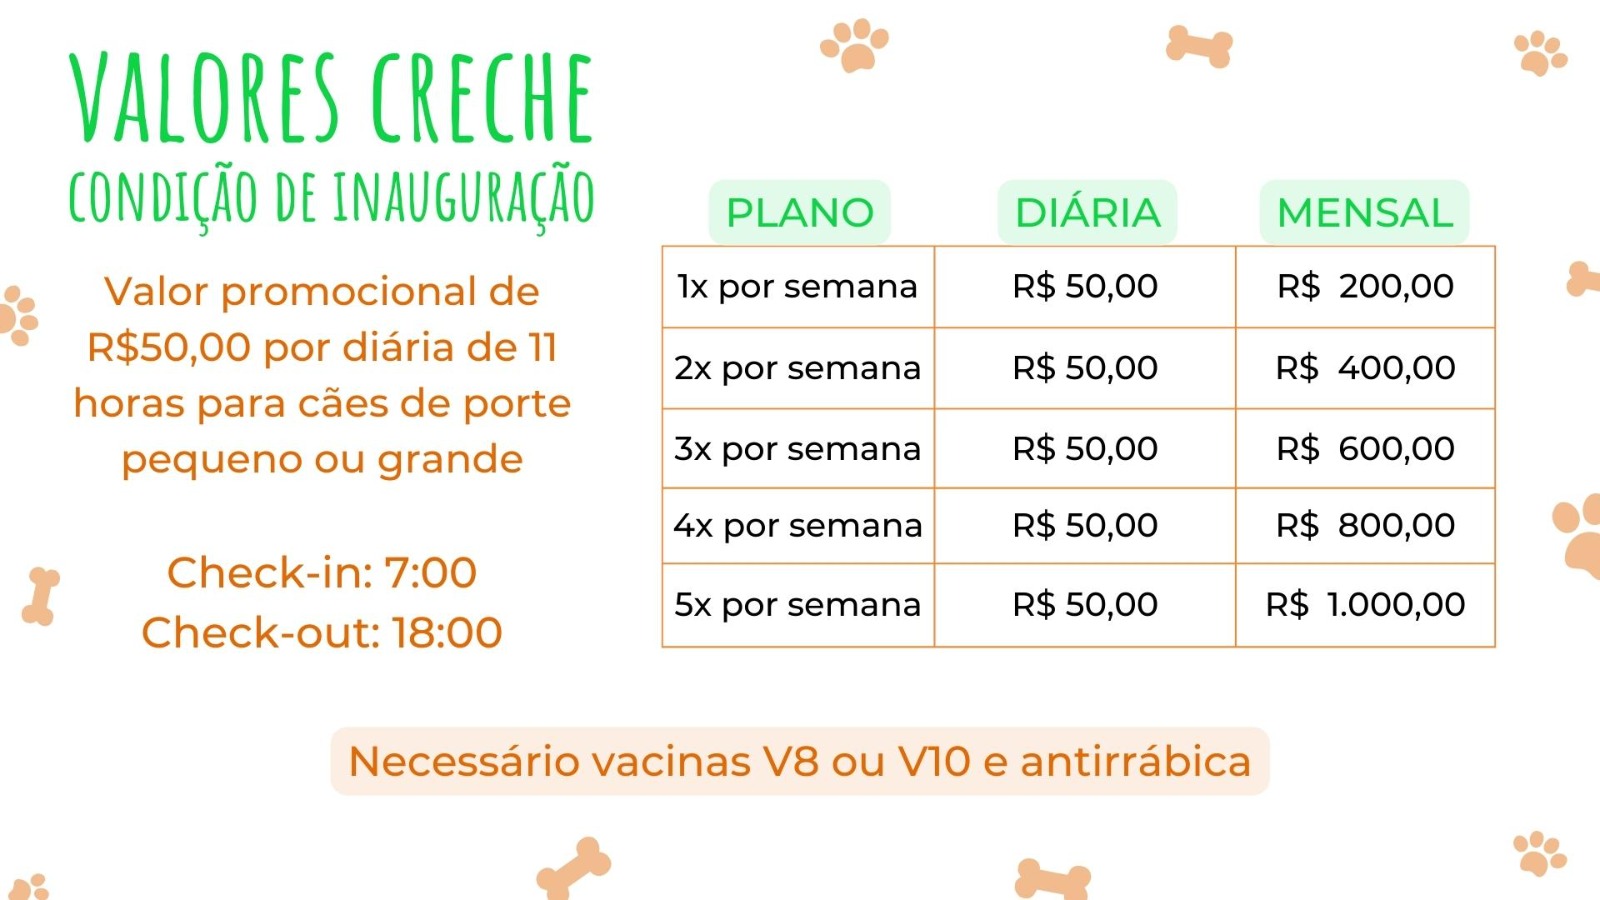 VALORES CRECHE
CONDIÇÃO DE INAUGURAÇÃO
Valor promocional de
R$50,00 por diária de 11
horas para cães de porte
pequeno ou grande
Check-in: 7:00
Check-out: 18:00
PLANO DIÁRIA MENSAL
1x por semana R$ 50,00 R$ 200,00
2x por semana R$ 50,00 R$ 400,00
3x por semana R$ 50,00 R$ 600,00
4x por semana R$ 50,00 R$ 800,00
5x por semana R$ 50,00 R$ 1.000,00
Necessário vacinas V8 ou V10 e antirrábica